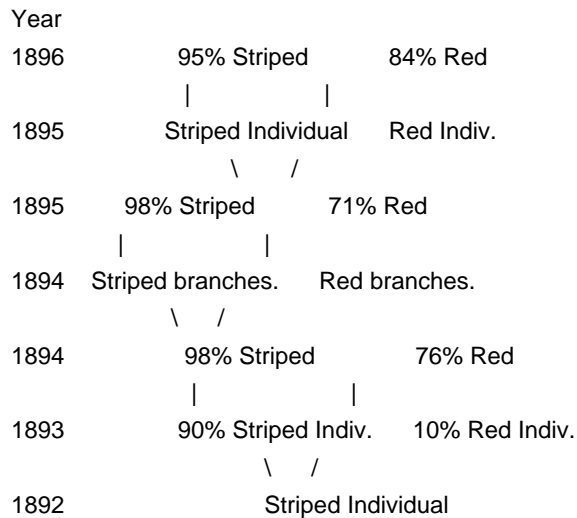 Year
1896 95% Striped 84% Red
| |
1895 Striped Individual Red Indiv.
\ /
1895 98% Striped 71% Red
| |
1894 Striped branches. Red branches.
\ /
1894 98% Striped 76% Red
| |
1893 90% Striped Indiv. 10% Red Indiv.
\ /
1892 Striped Individual